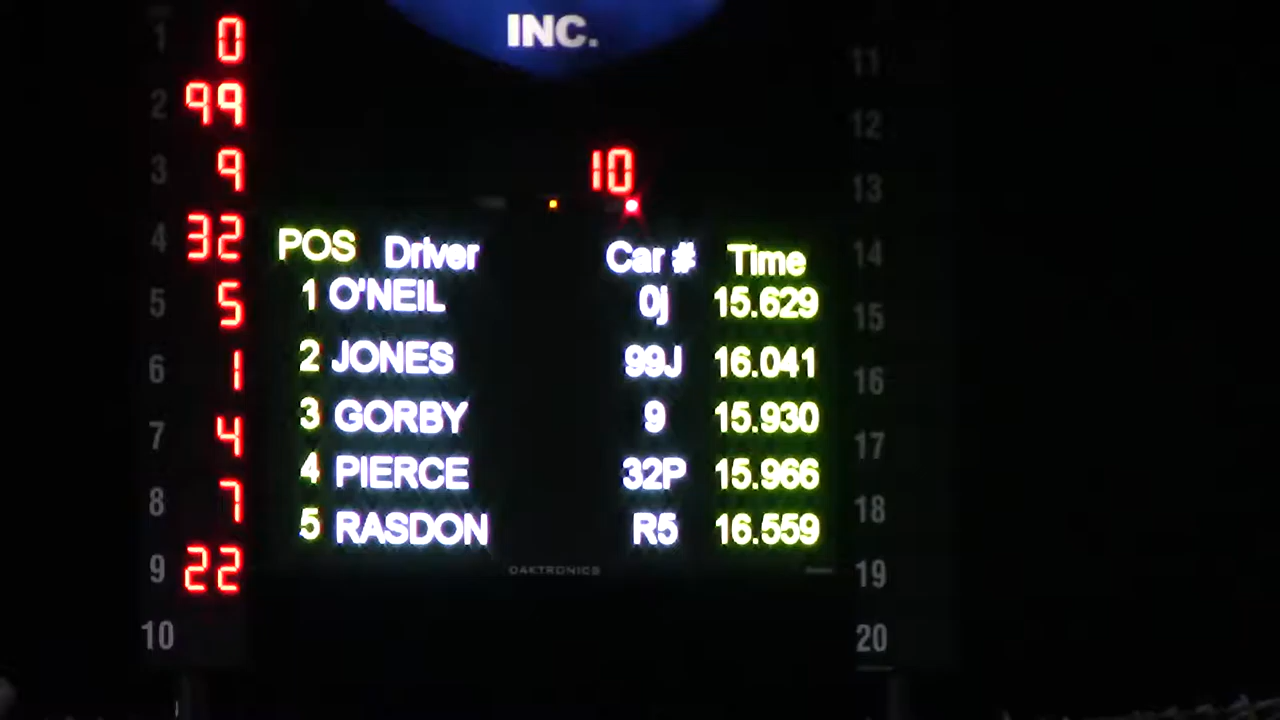 INC.
1 0
2 99
3 9
4 32
5 5
6 1
7 4
8 7
9 22
10
10
POS Driver Car # Time
1 O'NEIL 0j 15.629
2 JONES 99J 16.041
3 GORBY 9 15.930
4 PIERCE 32P 15.966
5 RASDON R5 16.559
DAKTRONICS
11
12
13
14
15
16
17
18
19
20